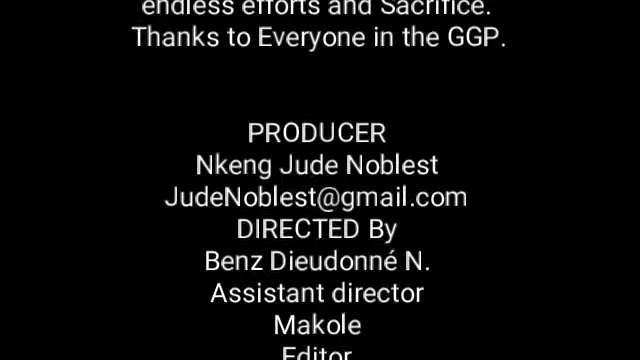 endless efforts and Sacrifice.
Thanks to Everyone in the GGP.
PRODUCER
Nkeng Jude Noblest
JudeNoblest@gmail.com
DIRECTED By
Benz Dieudonné N.
Assistant director
Makole
Editor